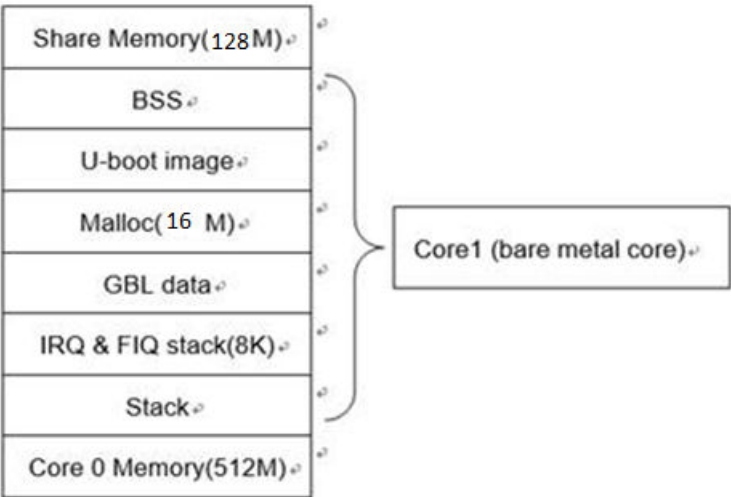 Share Memory(128M)
BSS
U-boot image
Malloc(16 M)
GBL data
IRQ & FIQ stack(8K)
Stack
Core 0 Memory(512M)
Core1 (bare metal core)